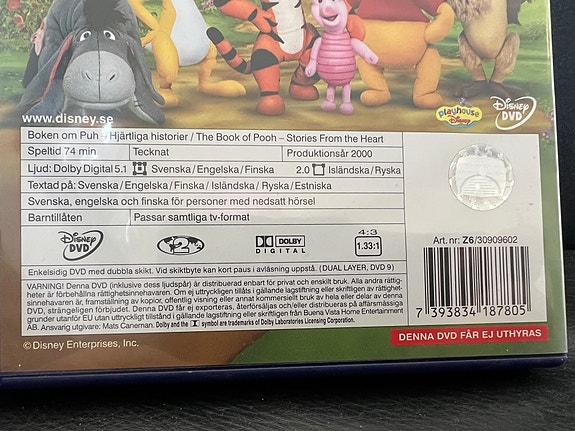 www.disney.se
playhouse
Disney
Disney
DVD
Boken om Puh – Hjärtliga historier / The Book of Pooh – Stories From the Heart
Speltid 74 min Tecknat Produktionsår 2000
Ljud: Dolby Digital 5.1 Svenska/Engelska/Finska 2.0 Isländska/Ryska
Textad på: Svenska/Engelska/Finska/Isländska/Ryska/Estniska
Svenska, engelska och finska för personer med nedsatt hörsel
Barntillåten Passar samtliga tv-format
Disney
DVD
2
DOLBY
DIGITAL
4:3
1.33:1
Art. nr: Z6/30909602
Enkelsidig DVD med dubbla skikt. Vid skiktbyte kan kort paus i avläsning uppstå. (DUAL LAYER, DVD 9)
VARNING! Denna DVD (inklusive dess ljudspår) är distribuerad enbart för privat och enskilt bruk. Alla andra rättig-
heter är förbehållna rättighetsinnehavaren. Om ej uttryckligen tillåts i gällande lagstiftning eller skriftligen av rättighets-
innehavaren är, framställning av kopior, offentlig visning eller annat kommersiellt bruk av hela eller delar av denna
DVD, strängeligen förbjuden. Denna DVD får ej exporteras, återförsäljas och/eller distribueras på affärsmässiga
grunder utanför EU utan uttryckligt tillstånd i gällande lagstiftning eller skriftligen från Buena Vista Home Entertainment
AB. Ansvarig utgivare: Mats Caneman. Dolby and the symbol are trademarks of Dolby Laboratories Licensing Corporation.
7 393834 187805
DENNA DVD FÅR EJ UTHYRAS
© Disney Enterprises, Inc.